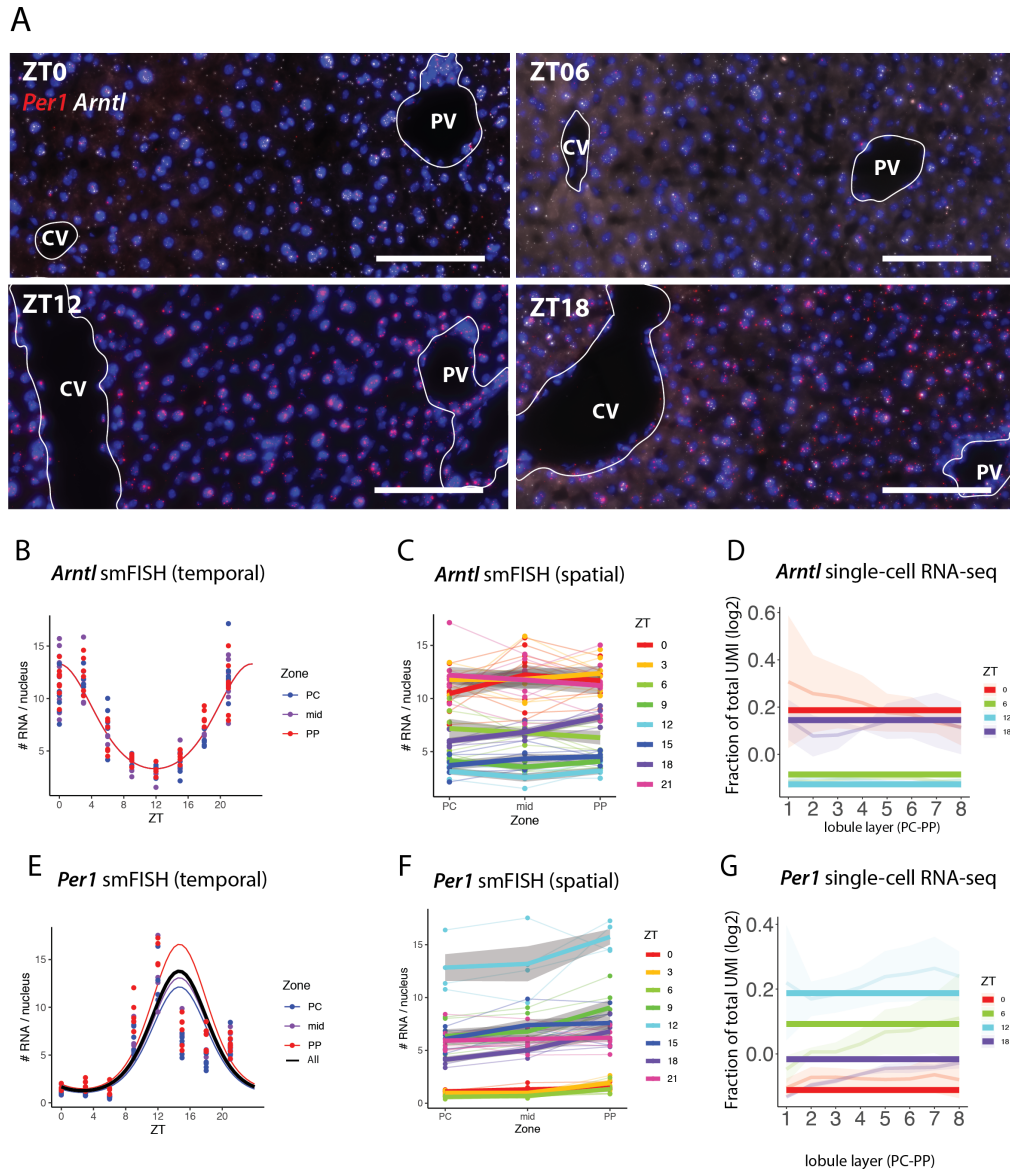 A
ZT0
Per1 Arntl
PV
CV
ZT06
CV
PV
ZT12
CV
PV
ZT18
CV
PV
B
Arntl smFISH (temporal)
# RNA / nucleus
15
10
5
0
4
8
12
16
20
ZT
Zone
PC
mid
PP
C
Arntl smFISH (spatial)
# RNA / nucleus
15
10
5
PC
mid
PP
Zone
ZT
0
3
6
9
12
15
18
21
D
Arntl single-cell RNA-seq
Fraction of total UMI (log2)
0.6
0.4
0.2
0.0
1 2 3 4 5 6 7 8
lobule layer (PC-PP)
ZT
0
6
12
18
E
Per1 smFISH (temporal)
# RNA / nucleus
15
10
5
0
0
4
8
12
16
20
ZT
Zone
PC
mid
PP
All
F
Per1 smFISH (spatial)
# RNA / nucleus
15
10
5
0
PC
mid
PP
Zone
ZT
0
3
6
9
12
15
18
21
G
Per1 single-cell RNA-seq
Fraction of total UMI (log2)
0.4
0.2
0.0
1 2 3 4 5 6 7 8
lobule layer (PC-PP)
ZT
0
6
12
18